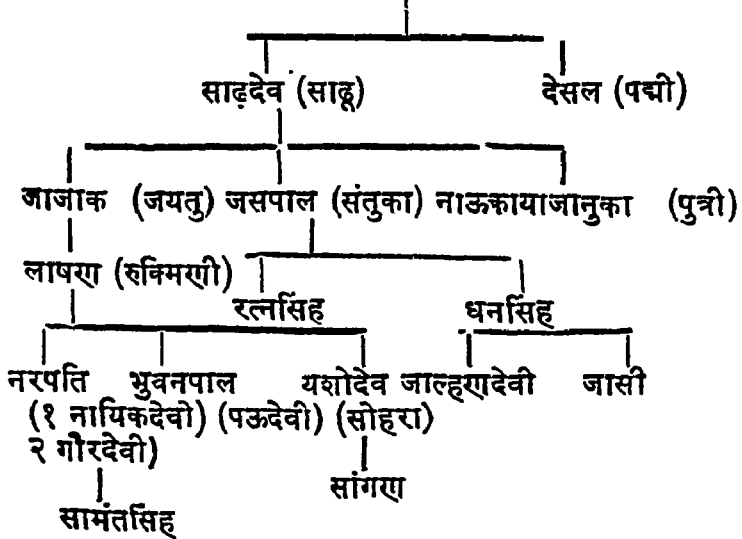 साढ़देव (साढू) देसल (पद्मी)
जाजाक (जयतु) जसपाल (संतुका) नाऊकायाजानुका (पुत्री)
लाषण (रुक्मिणी)
रत्नसिंह धनसिंह
नरपति भुवनपाल यशोदेव जाल्हणदेवी जासी
(१ नायिकदेवो) (पऊदेवी) (सोहरा)
२ गौरदेवी)
सांगण
सामंतसिंह